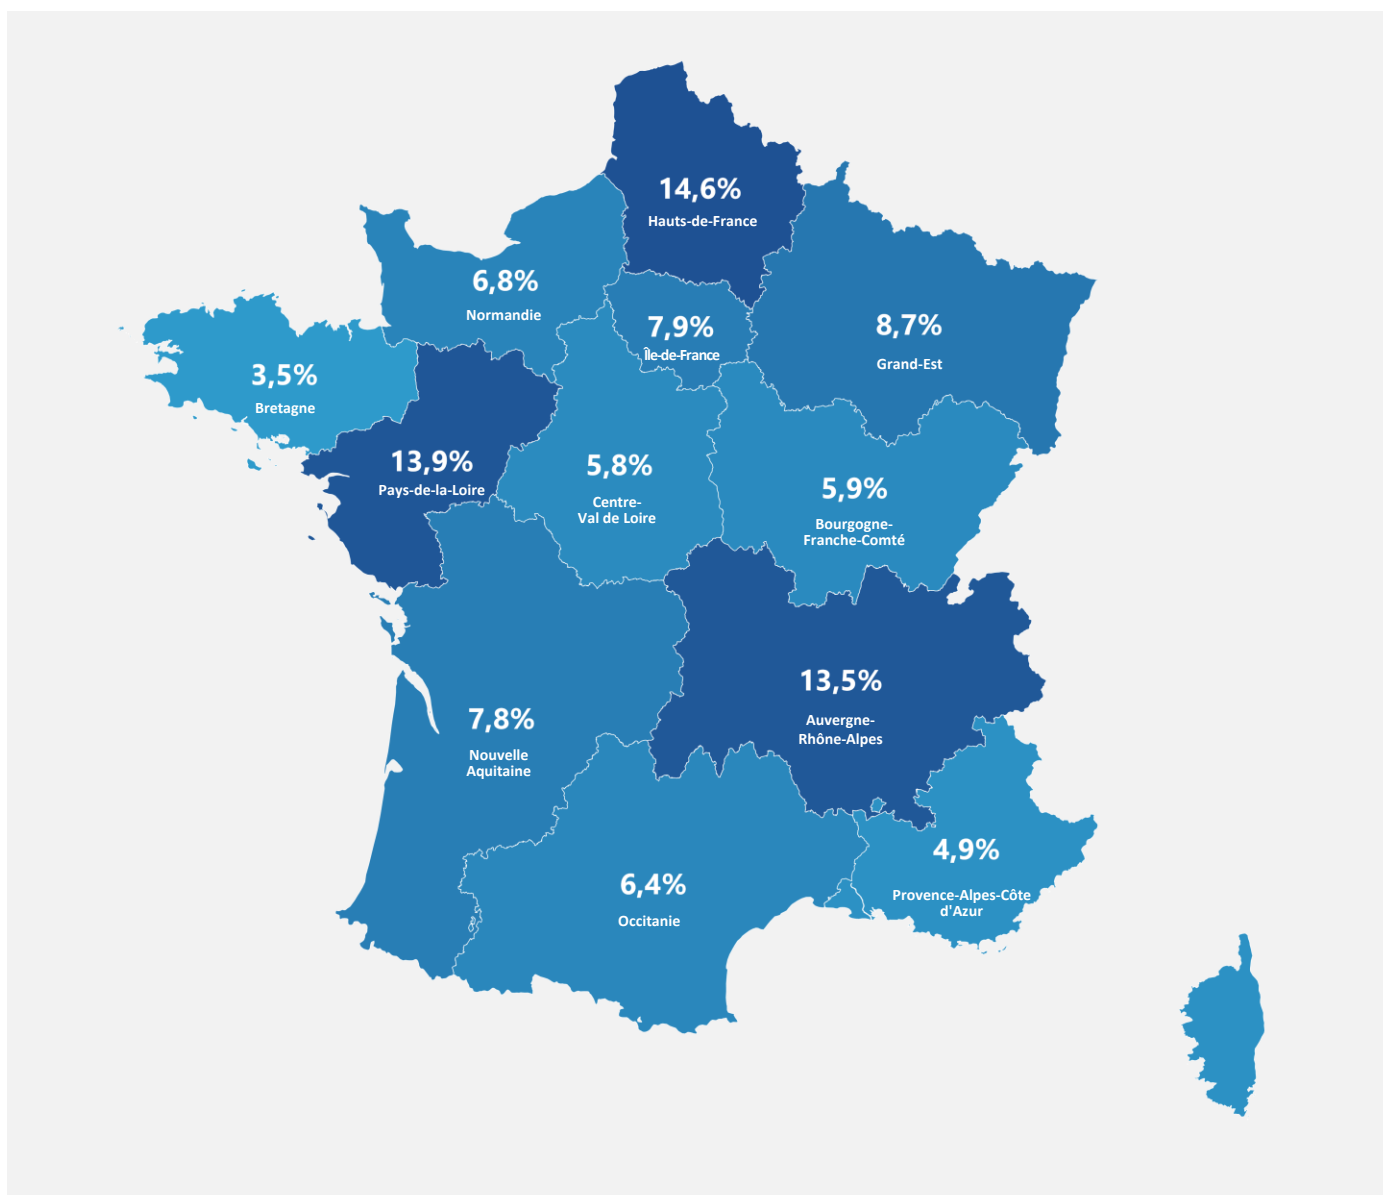 14,6%
Hauts-de-France
6,8%
Normandie
7,9%
Île-de-France
8,7%
Grand-Est
3,5%
Bretagne
13,9%
Pays-de-la-Loire
5,8%
Centre-
Val de Loire
5,9%
Bourgogne-
Franche-Comté
13,5%
Auvergne-
Rhône-Alpes
7,8%
Nouvelle
Aquitaine
4,9%
Provence-Alpes-Côte
d'Azur
6,4%
Occitanie